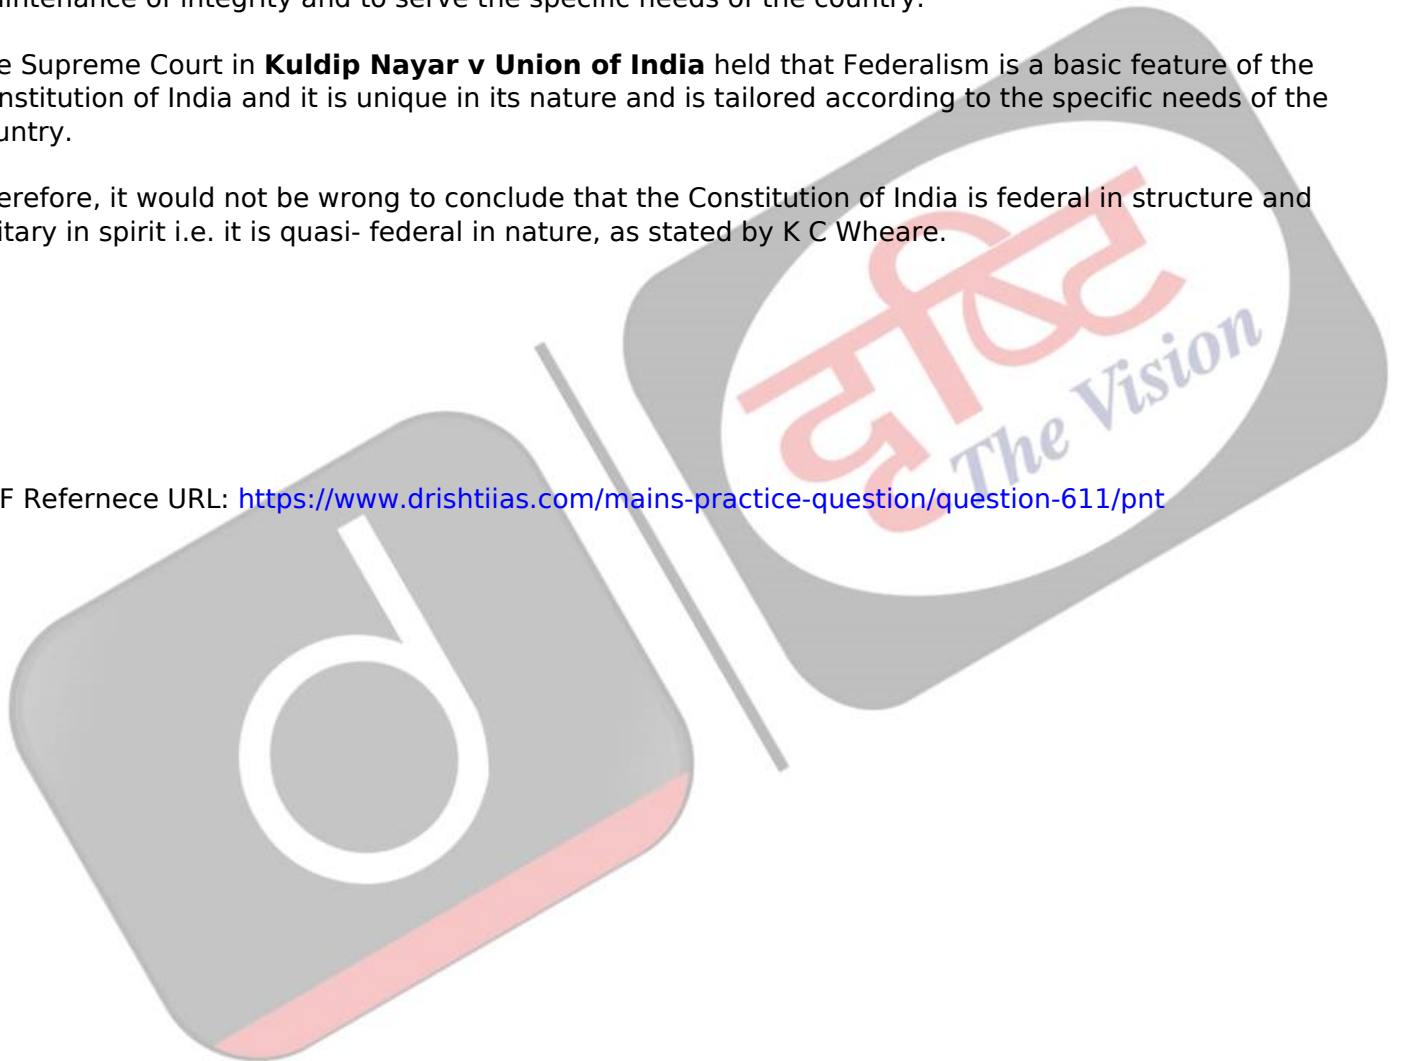 intenance of integrity and to serve the specific needs of the country.
e Supreme Court in Kuldip Nayar v Union of India held that Federalism is a basic feature of the
nstitution of India and it is unique in its nature and is tailored according to the specific needs of the
untry.
erefore, it would not be wrong to conclude that the Constitution of India is federal in structure and
itary in spirit i.e. it is quasi- federal in nature, as stated by K C Wheare.
दृष्टि
The Vision
F Refernece URL: https://www.drishtiias.com/mains-practice-question/question-611/pnt
d